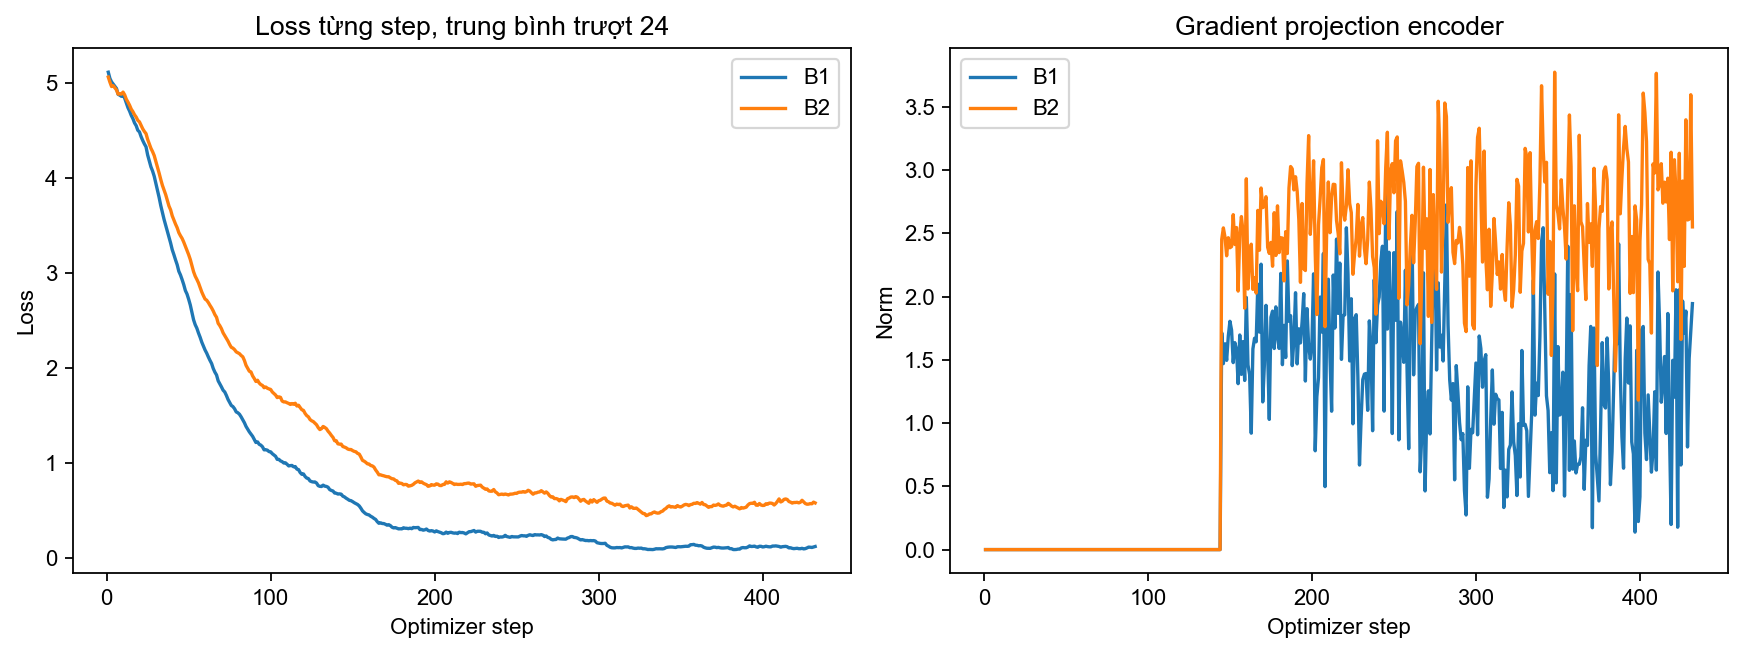 Loss từng step, trung bình trượt 24
5
4
3
2
1
0
Loss
0 100 200 300 400
Optimizer step
B1
B2
Gradient projection encoder
B1
B2
3.5
3.0
2.5
2.0
1.5
1.0
0.5
0.0
Norm
0 100 200 300 400
Optimizer step